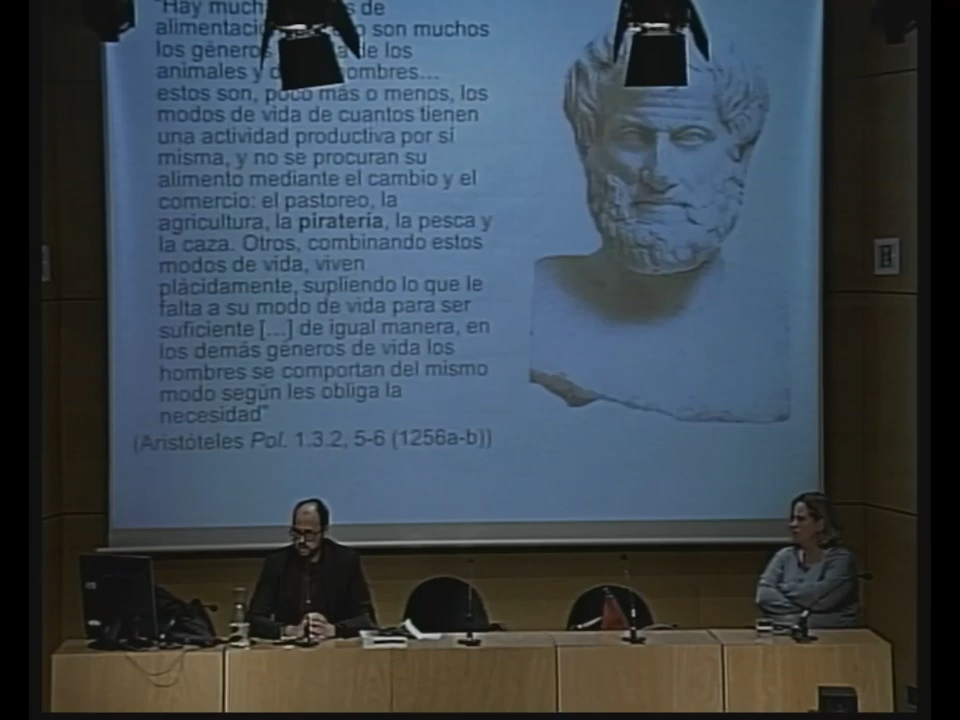 "Hay much s de
alimentaci o son muchos
los géneros da de los
animales y d ombres...
estos son, poco más o menos, los
modos de vida de cuantos tienen
una actividad productiva por sí
misma, y no se procuran su
alimento mediante el cambio y el
comercio: el pastoreo, la
agricultura, la piratería, la pesca y
la caza. Otros, combinando estos
modos de vida, viven
plácidamente, supliendo lo que le
falta a su modo de vida para ser
suficiente [...] de igual manera, en
los demás géneros de vida los
hombres se comportan del mismo
modo según les obliga la
necesidad"
(Aristóteles Pol. 1.3.2, 5-6 (1256a-b))